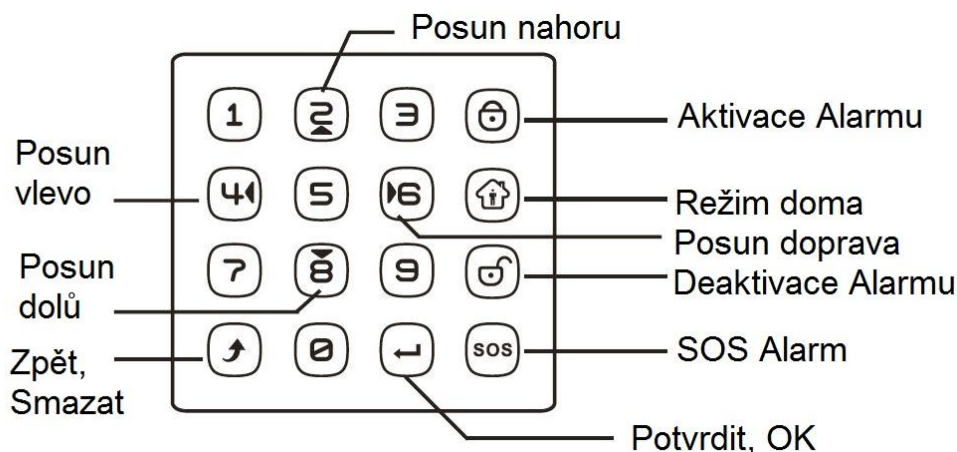 Posun nahoru
1 2 3
Aktivace Alarmu
Posun
vlevo
4 5 6
Režim doma
Posun doprava
Posun
dolů
7 8 9
Deaktivace Alarmu
Zpět,
Smazat
0 SOS
SOS Alarm
Potvrdit, OK